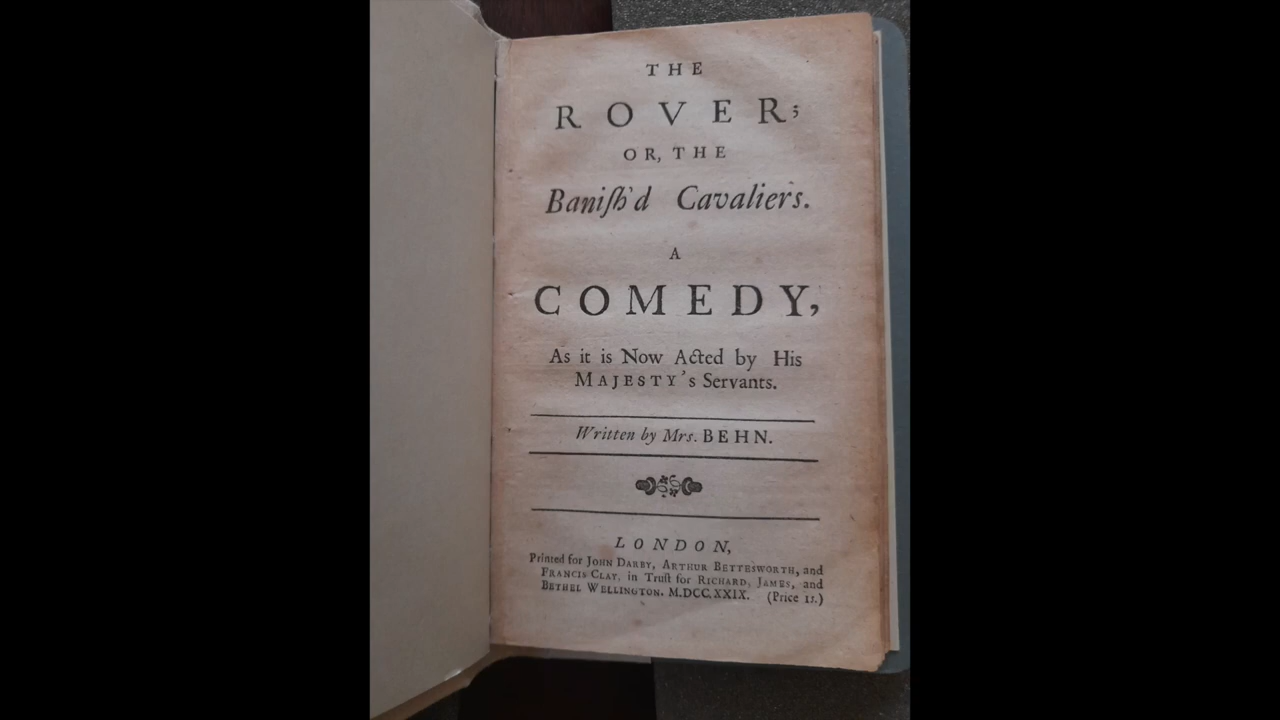 THE
ROVER;
OR, THE
Baniſh'd Cavaliers.
A
COMEDY,
As it is Now Acted by His
MAJESTY's Servants.
Written by Mrs. BEHN.
LONDON,
Printed for JOHN DARBY, ARTHUR BETTESWORTH, and
FRANCIS CLAY, in Truſt for RICHARD, JAMES, and
BETHEL WELLINGTON. M.DCC.XXIX. (Price 1s.)